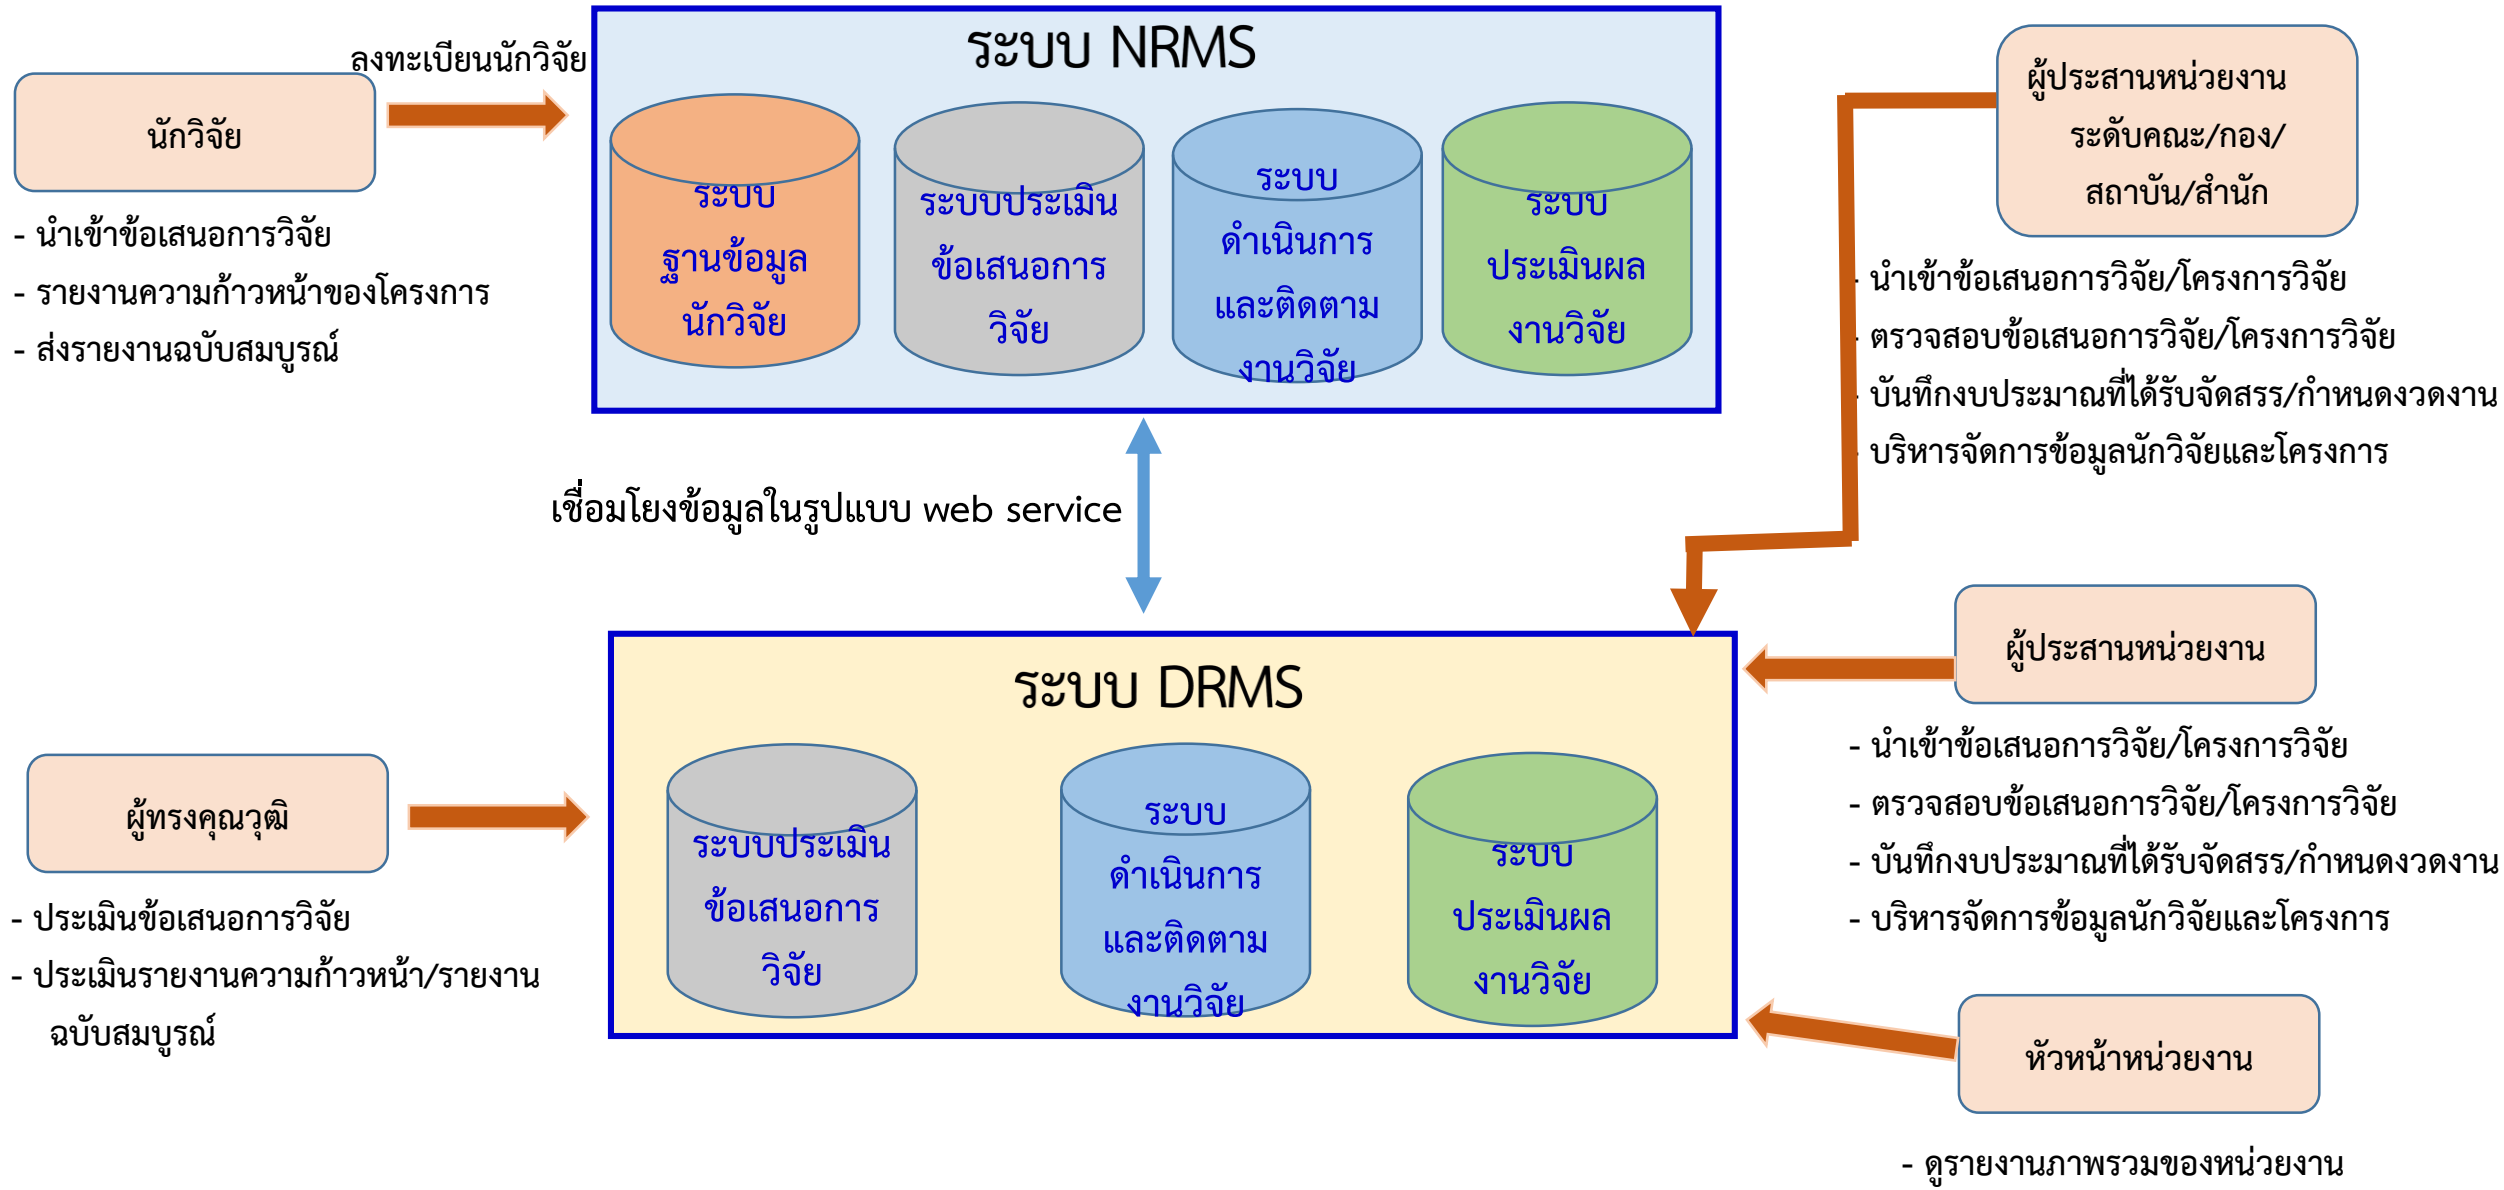 ลงทะเบียนนักวิจัย
นักวิจัย
- นำเข้าข้อเสนอการวิจัย
- รายงานความก้าวหน้าของโครงการ
- ส่งรายงานฉบับสมบูรณ์
ระบบ NRMS
ระบบ
ฐานข้อมูล
นักวิจัย
ระบบประเมิน
ข้อเสนอการ
วิจัย
ระบบ
ดำเนินการ
และติดตาม
งานวิจัย
ระบบ
ประเมินผล
งานวิจัย
ผู้ประสานหน่วยงาน
ระดับคณะ/กอง/
สถาบัน/สำนัก
- นำเข้าข้อเสนอการวิจัย/โครงการวิจัย
- ตรวจสอบข้อเสนอการวิจัย/โครงการวิจัย
- บันทึกงบประมาณที่ได้รับจัดสรร/กำหนดงวดงาน
- บริหารจัดการข้อมูลนักวิจัยและโครงการ
เชื่อมโยงข้อมูลในรูปแบบ web service
ระบบ DRMS
ระบบประเมิน
ข้อเสนอการ
วิจัย
ระบบ
ดำเนินการ
และติดตาม
งานวิจัย
ระบบ
ประเมินผล
งานวิจัย
ผู้ทรงคุณวุฒิ
- ประเมินข้อเสนอการวิจัย
- ประเมินรายงานความก้าวหน้า/รายงาน
ฉบับสมบูรณ์
ผู้ประสานหน่วยงาน
- นำเข้าข้อเสนอการวิจัย/โครงการวิจัย
- ตรวจสอบข้อเสนอการวิจัย/โครงการวิจัย
- บันทึกงบประมาณที่ได้รับจัดสรร/กำหนดงวดงาน
- บริหารจัดการข้อมูลนักวิจัยและโครงการ
หัวหน้าหน่วยงาน
- ดูรายงานภาพรวมของหน่วยงาน